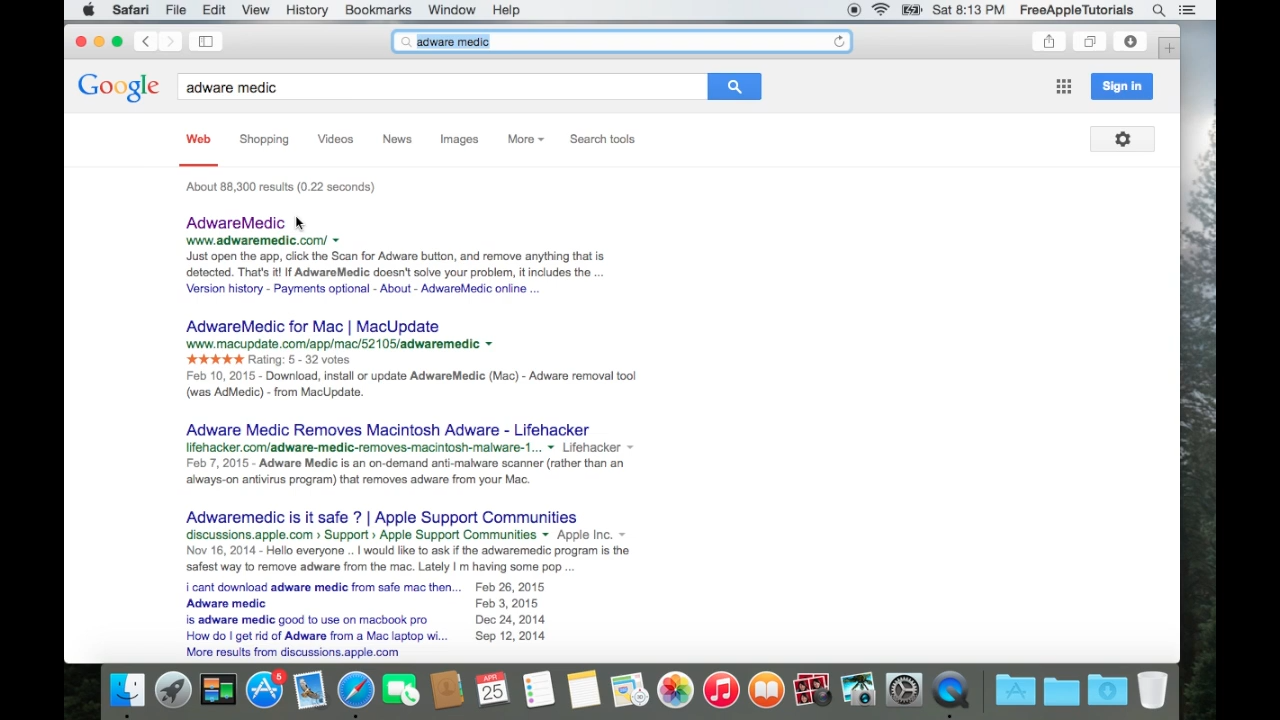 Safari File Edit View History Bookmarks Window Help Sat 8:13 PM FreeAppleTutorials
adware medic
Google adware medic Sign in
Web Shopping Videos News Images More Search tools
About 88,300 results (0.22 seconds)
AdwareMedic
www.adwaremedic.com/
Just open the app, click the Scan for Adware button, and remove anything that is
detected. That's it! If AdwareMedic doesn't solve your problem, it includes the ...
Version history - Payments optional - About - AdwareMedic online ...
AdwareMedic for Mac | MacUpdate
www.macupdate.com/app/mac/52105/adwaremedic
Rating: 5 - 32 votes
Feb 10, 2015 - Download, install or update AdwareMedic (Mac) - Adware removal tool
(was AdMedic) - from MacUpdate.
Adware Medic Removes Macintosh Adware - Lifehacker
lifehacker.com/adware-medic-removes-macintosh-malware-1... Lifehacker
Feb 7, 2015 - Adware Medic is an on-demand anti-malware scanner (rather than an
always-on antivirus program) that removes adware from your Mac.
Adwaremedic is it safe ? | Apple Support Communities
discussions.apple.com › Support › Apple Support Communities Apple Inc.
Nov 16, 2014 - Hello everyone .. I would like to ask if the adwaremedic program is the
safest way to remove adware from the mac. Lately I m having some pop ...
i cant download adware medic from safe mac then... Feb 26, 2015
Adware medic Feb 3, 2015
is adware medic good to use on macbook pro Dec 24, 2014
How do I get rid of Adware from a Mac laptop wi... Sep 12, 2014
More results from discussions.apple.com
5
APR
25